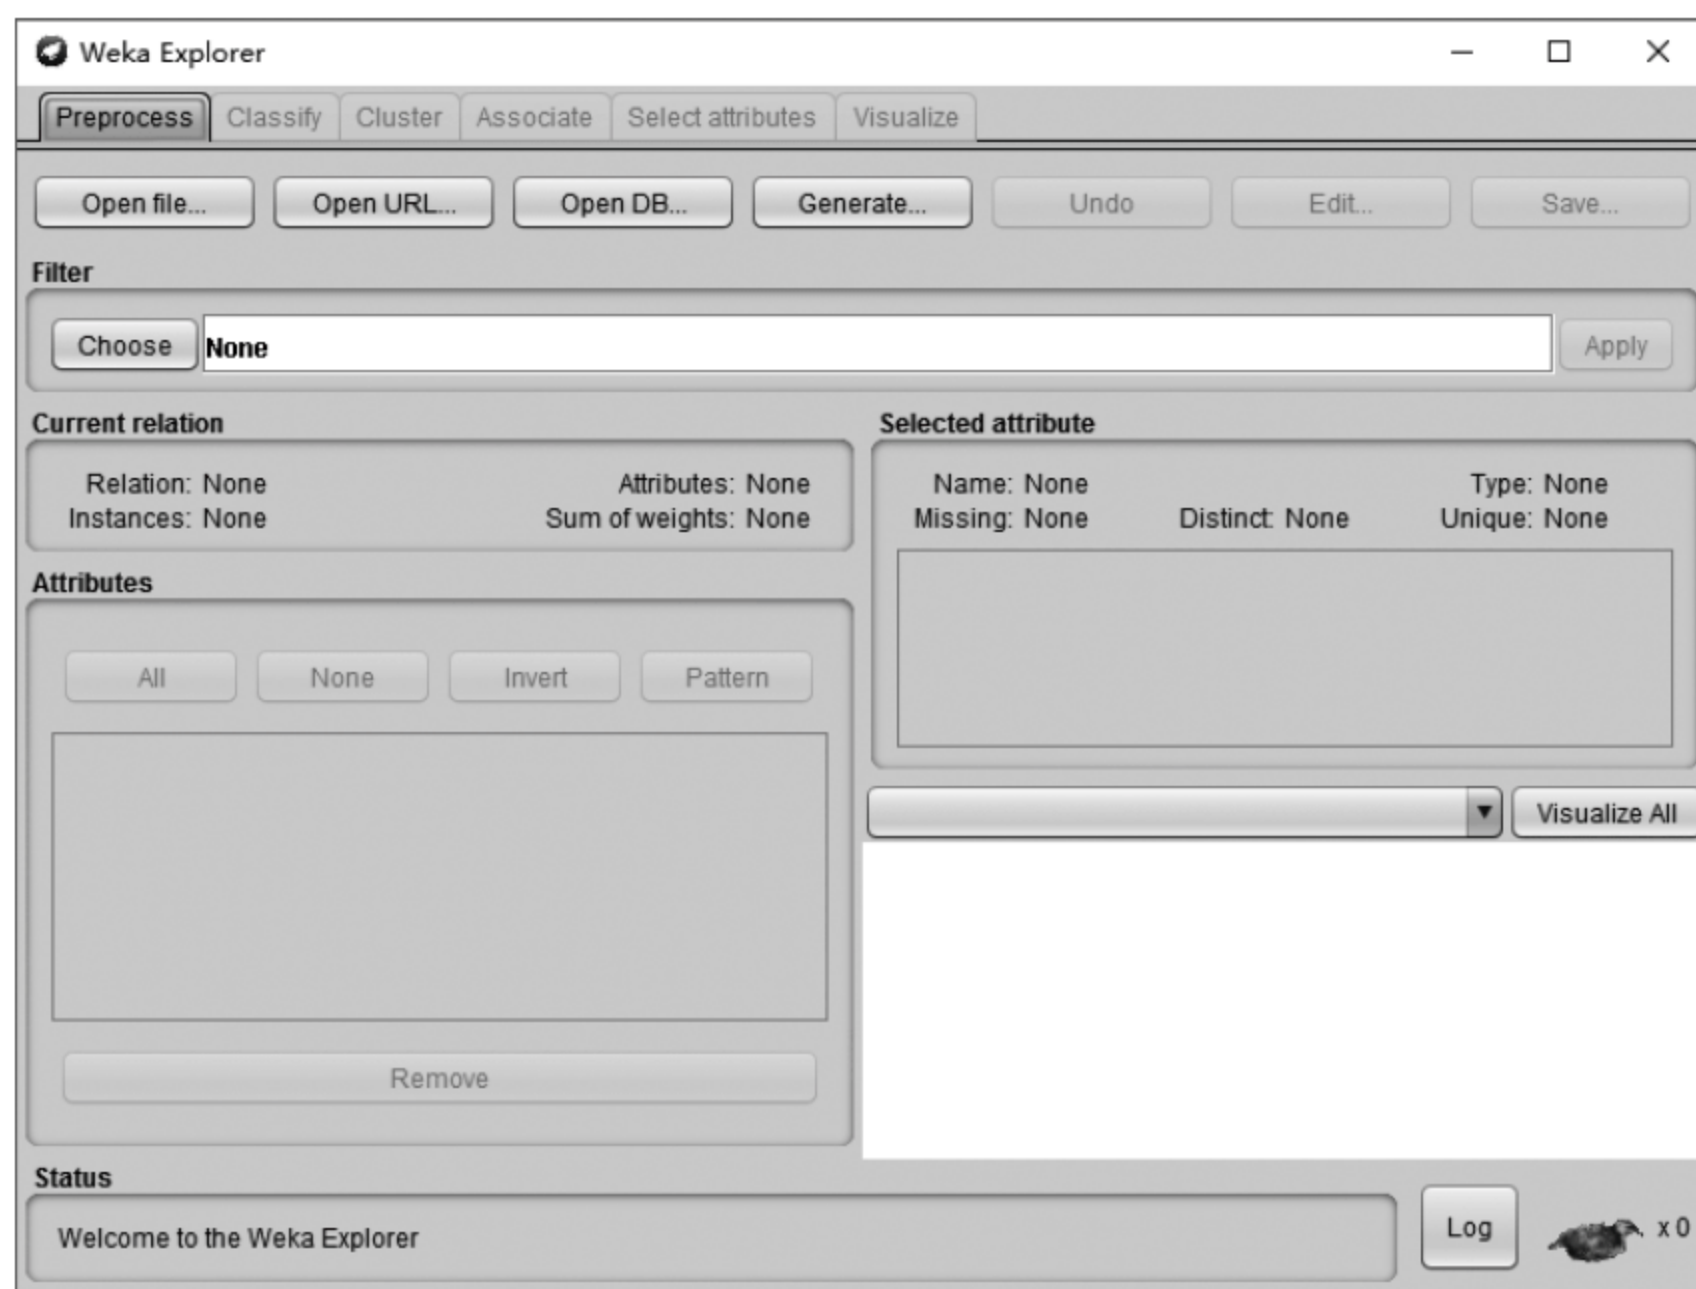 Weka Explorer
Preprocess Classify Cluster Associate Select attributes Visualize
Open file... Open URL... Open DB... Generate... Undo Edit... Save...
Filter
Choose None Apply
Current relation
Relation: None Attributes: None
Instances: None Sum of weights: None
Selected attribute
Name: None Type: None
Missing: None Distinct: None Unique: None
Attributes
All None Invert Pattern
Remove
Visualize All
Status
Welcome to the Weka Explorer
Log x 0